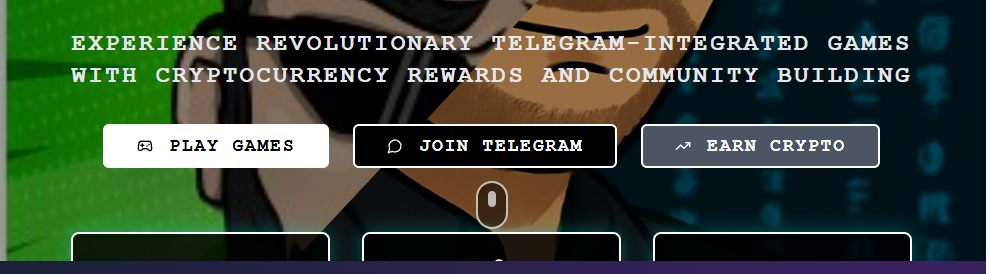 EXPERIENCE REVOLUTIONARY TELEGRAM-INTEGRATED GAMES
WITH CRYPTOCURRENCY REWARDS AND COMMUNITY BUILDING
PLAY GAMES
JOIN TELEGRAM
EARN CRYPTO